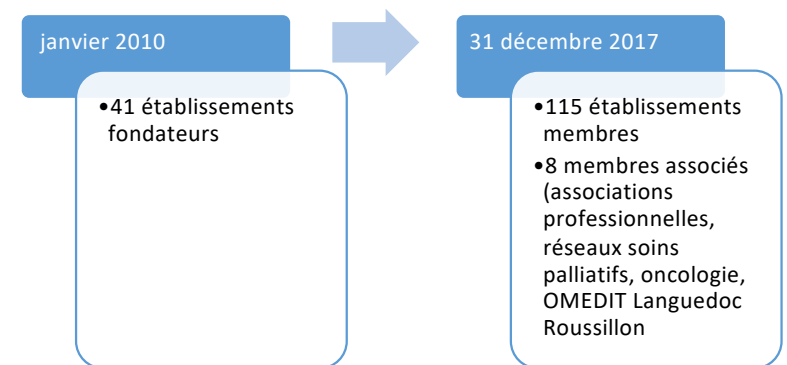 janvier 2010
•41 établissements
fondateurs
31 décembre 2017
•115 établissements
membres
•8 membres associés
(associations
professionnelles,
réseaux soins
palliatifs, oncologie,
OMEDIT Languedoc
Roussillon